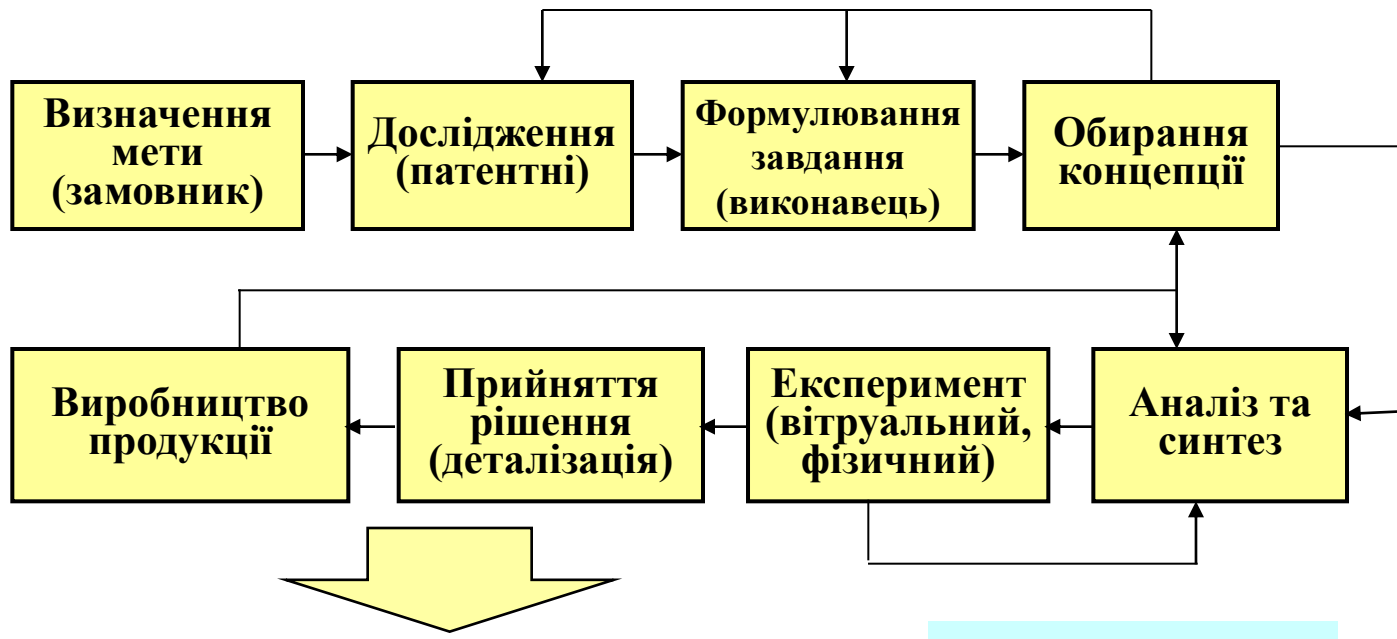 Визначення
мети
(замовник)
Дослідження
(патентні)
Формулювання
завдання
(виконавець)
Обирання
концепції
Виробництво
продукції
Прийняття
рішення
(деталізація)
Експеримент
(вітруальний,
фізичний)
Аналіз та
синтез